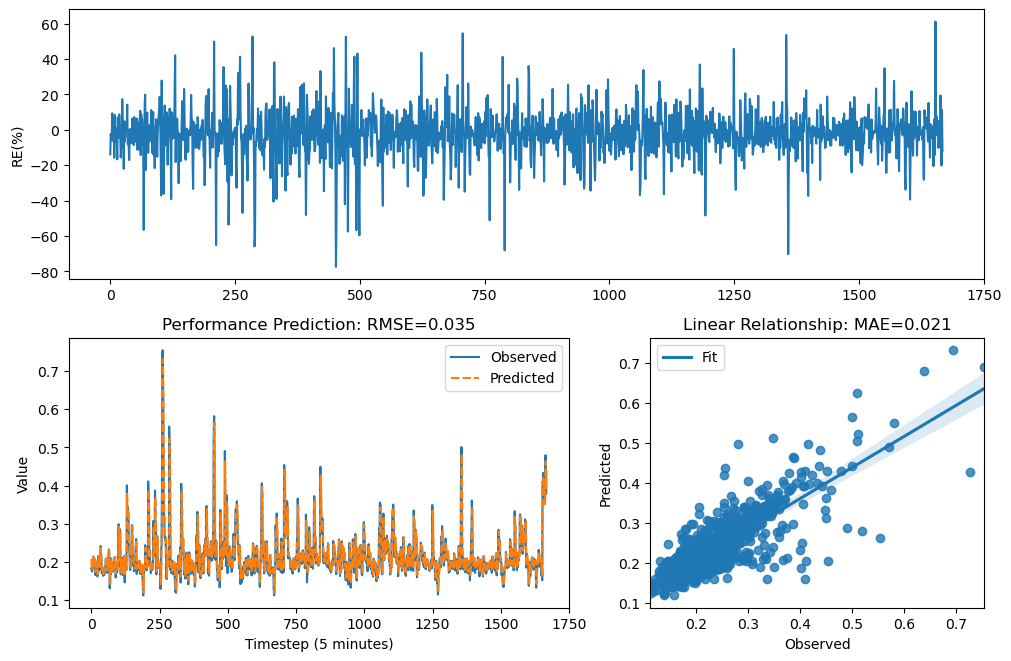 60
40
20
0
−20
−40
−60
−80
RE(%)
0 250 500 750 1000 1250 1500 1750
Performance Prediction: RMSE=0.035
Observed
Predicted
0.7
0.6
0.5
0.4
0.3
0.2
0.1
Value
0 250 500 750 1000 1250 1500 1750
Timestep (5 minutes)
Linear Relationship: MAE=0.021
Fit
0.7
0.6
0.5
0.4
0.3
0.2
0.1
Predicted
0.2 0.3 0.4 0.5 0.6 0.7
Observed